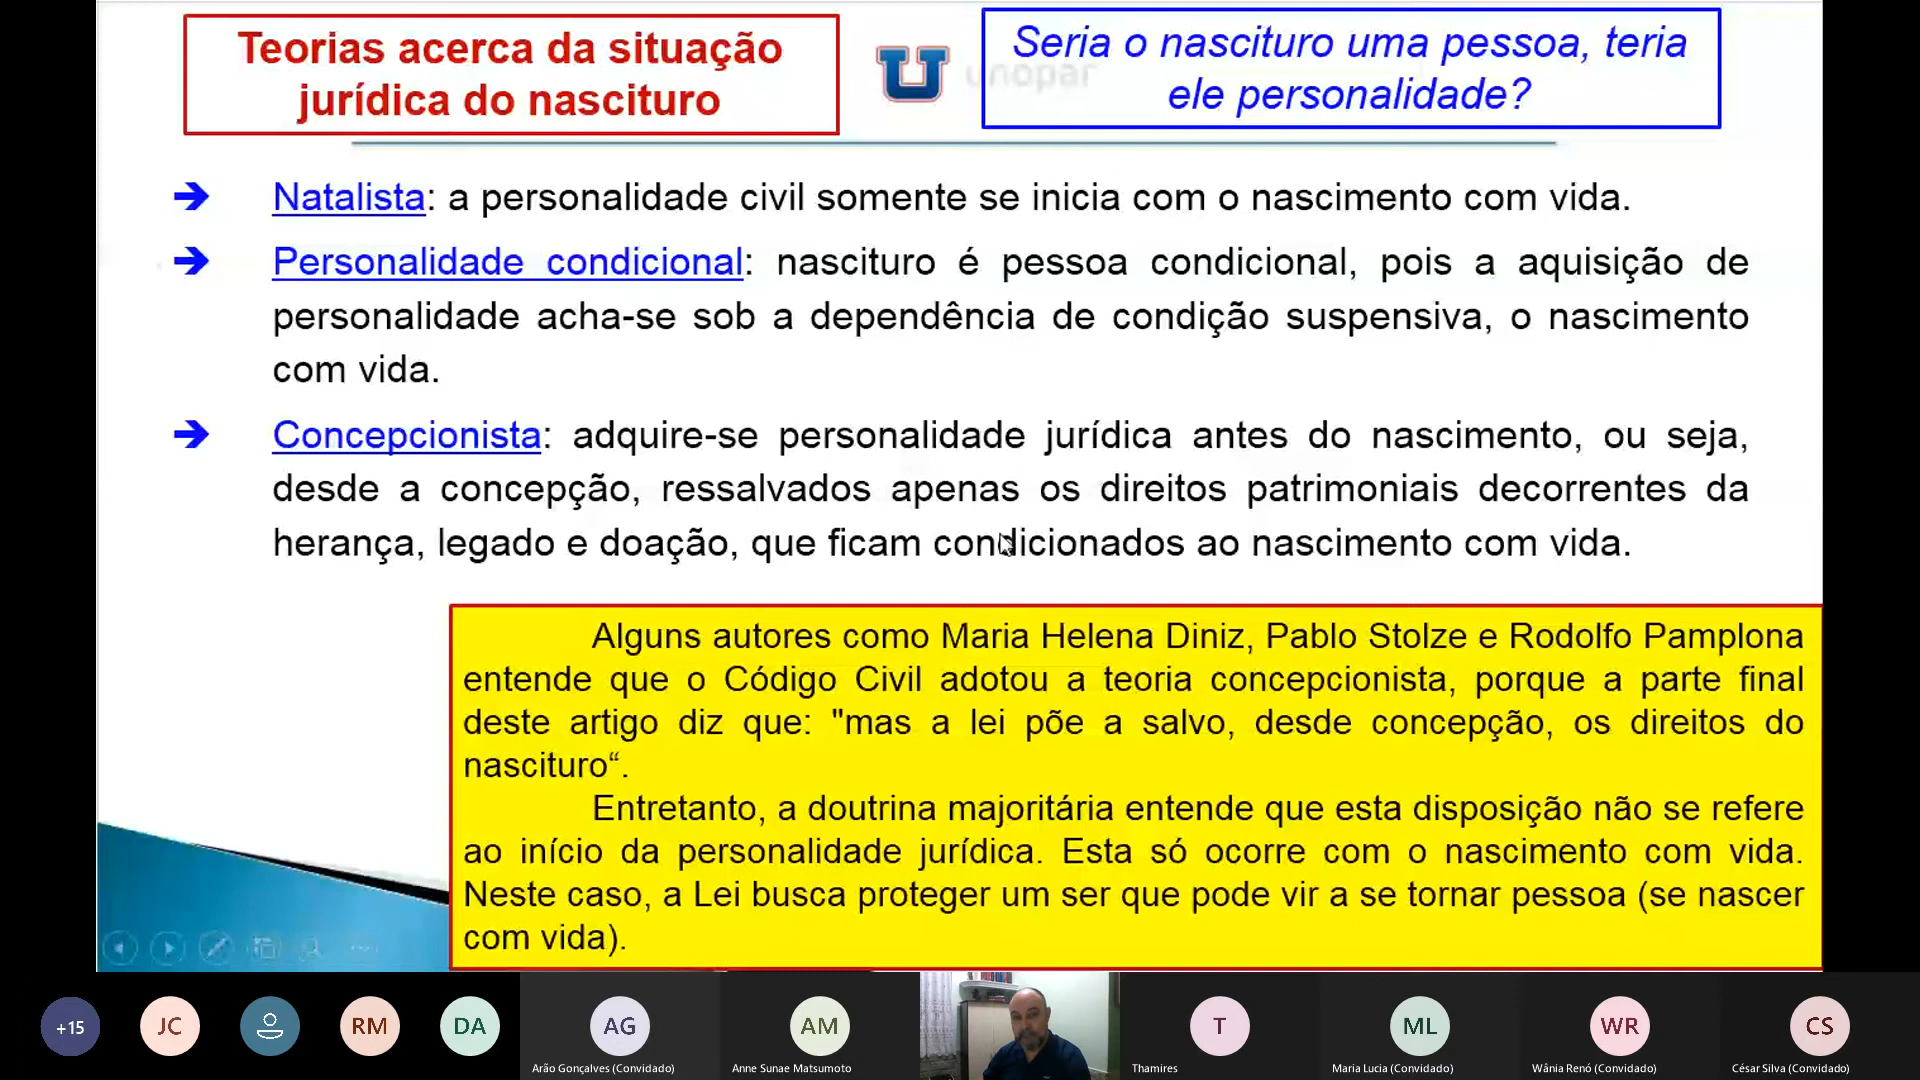 Teorias acerca da situação
jurídica do nascituro
unopar
Seria o nascituro uma pessoa, teria
ele personalidade?
Natalista: a personalidade civil somente se inicia com o nascimento com vida.
Personalidade condicional: nascituro é pessoa condicional, pois a aquisição de
personalidade acha-se sob a dependência de condição suspensiva, o nascimento
com vida.
Concepcionista: adquire-se personalidade jurídica antes do nascimento, ou seja,
desde a concepção, ressalvados apenas os direitos patrimoniais decorrentes da
herança, legado e doação, que ficam condicionados ao nascimento com vida.
Alguns autores como Maria Helena Diniz, Pablo Stolze e Rodolfo Pamplona
entende que o Código Civil adotou a teoria concepcionista, porque a parte final
deste artigo diz que: "mas a lei põe a salvo, desde concepção, os direitos do
nascituro“.
Entretanto, a doutrina majoritária entende que esta disposição não se refere
ao início da personalidade jurídica. Esta só ocorre com o nascimento com vida.
Neste caso, a Lei busca proteger um ser que pode vir a se tornar pessoa (se nascer
com vida).
+15
JC
RM
DA
AG
AM
T
ML
WR
CS
Arão Gonçalves (Convidado)
Anne Sunae Matsumoto
Thamires
Maria Lucia (Convidado)
Wânia Renó (Convidado)
César Silva (Convidado)